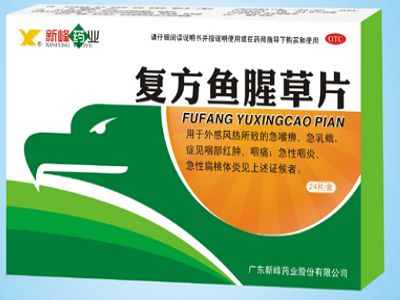 新峰药业
XINFENG YAOYE
请仔细阅读说明书并按说明使用或在药师指导下购买和使用
OTC
复方鱼腥草片
FUFANG YUXINGCAO PIAN
用于外感风热所致的急喉痹、急乳蛾,
症见咽部红肿、咽痛;急性咽炎、
急性扁桃体炎见上述证候者。
24片/盒
广东新峰药业股份有限公司